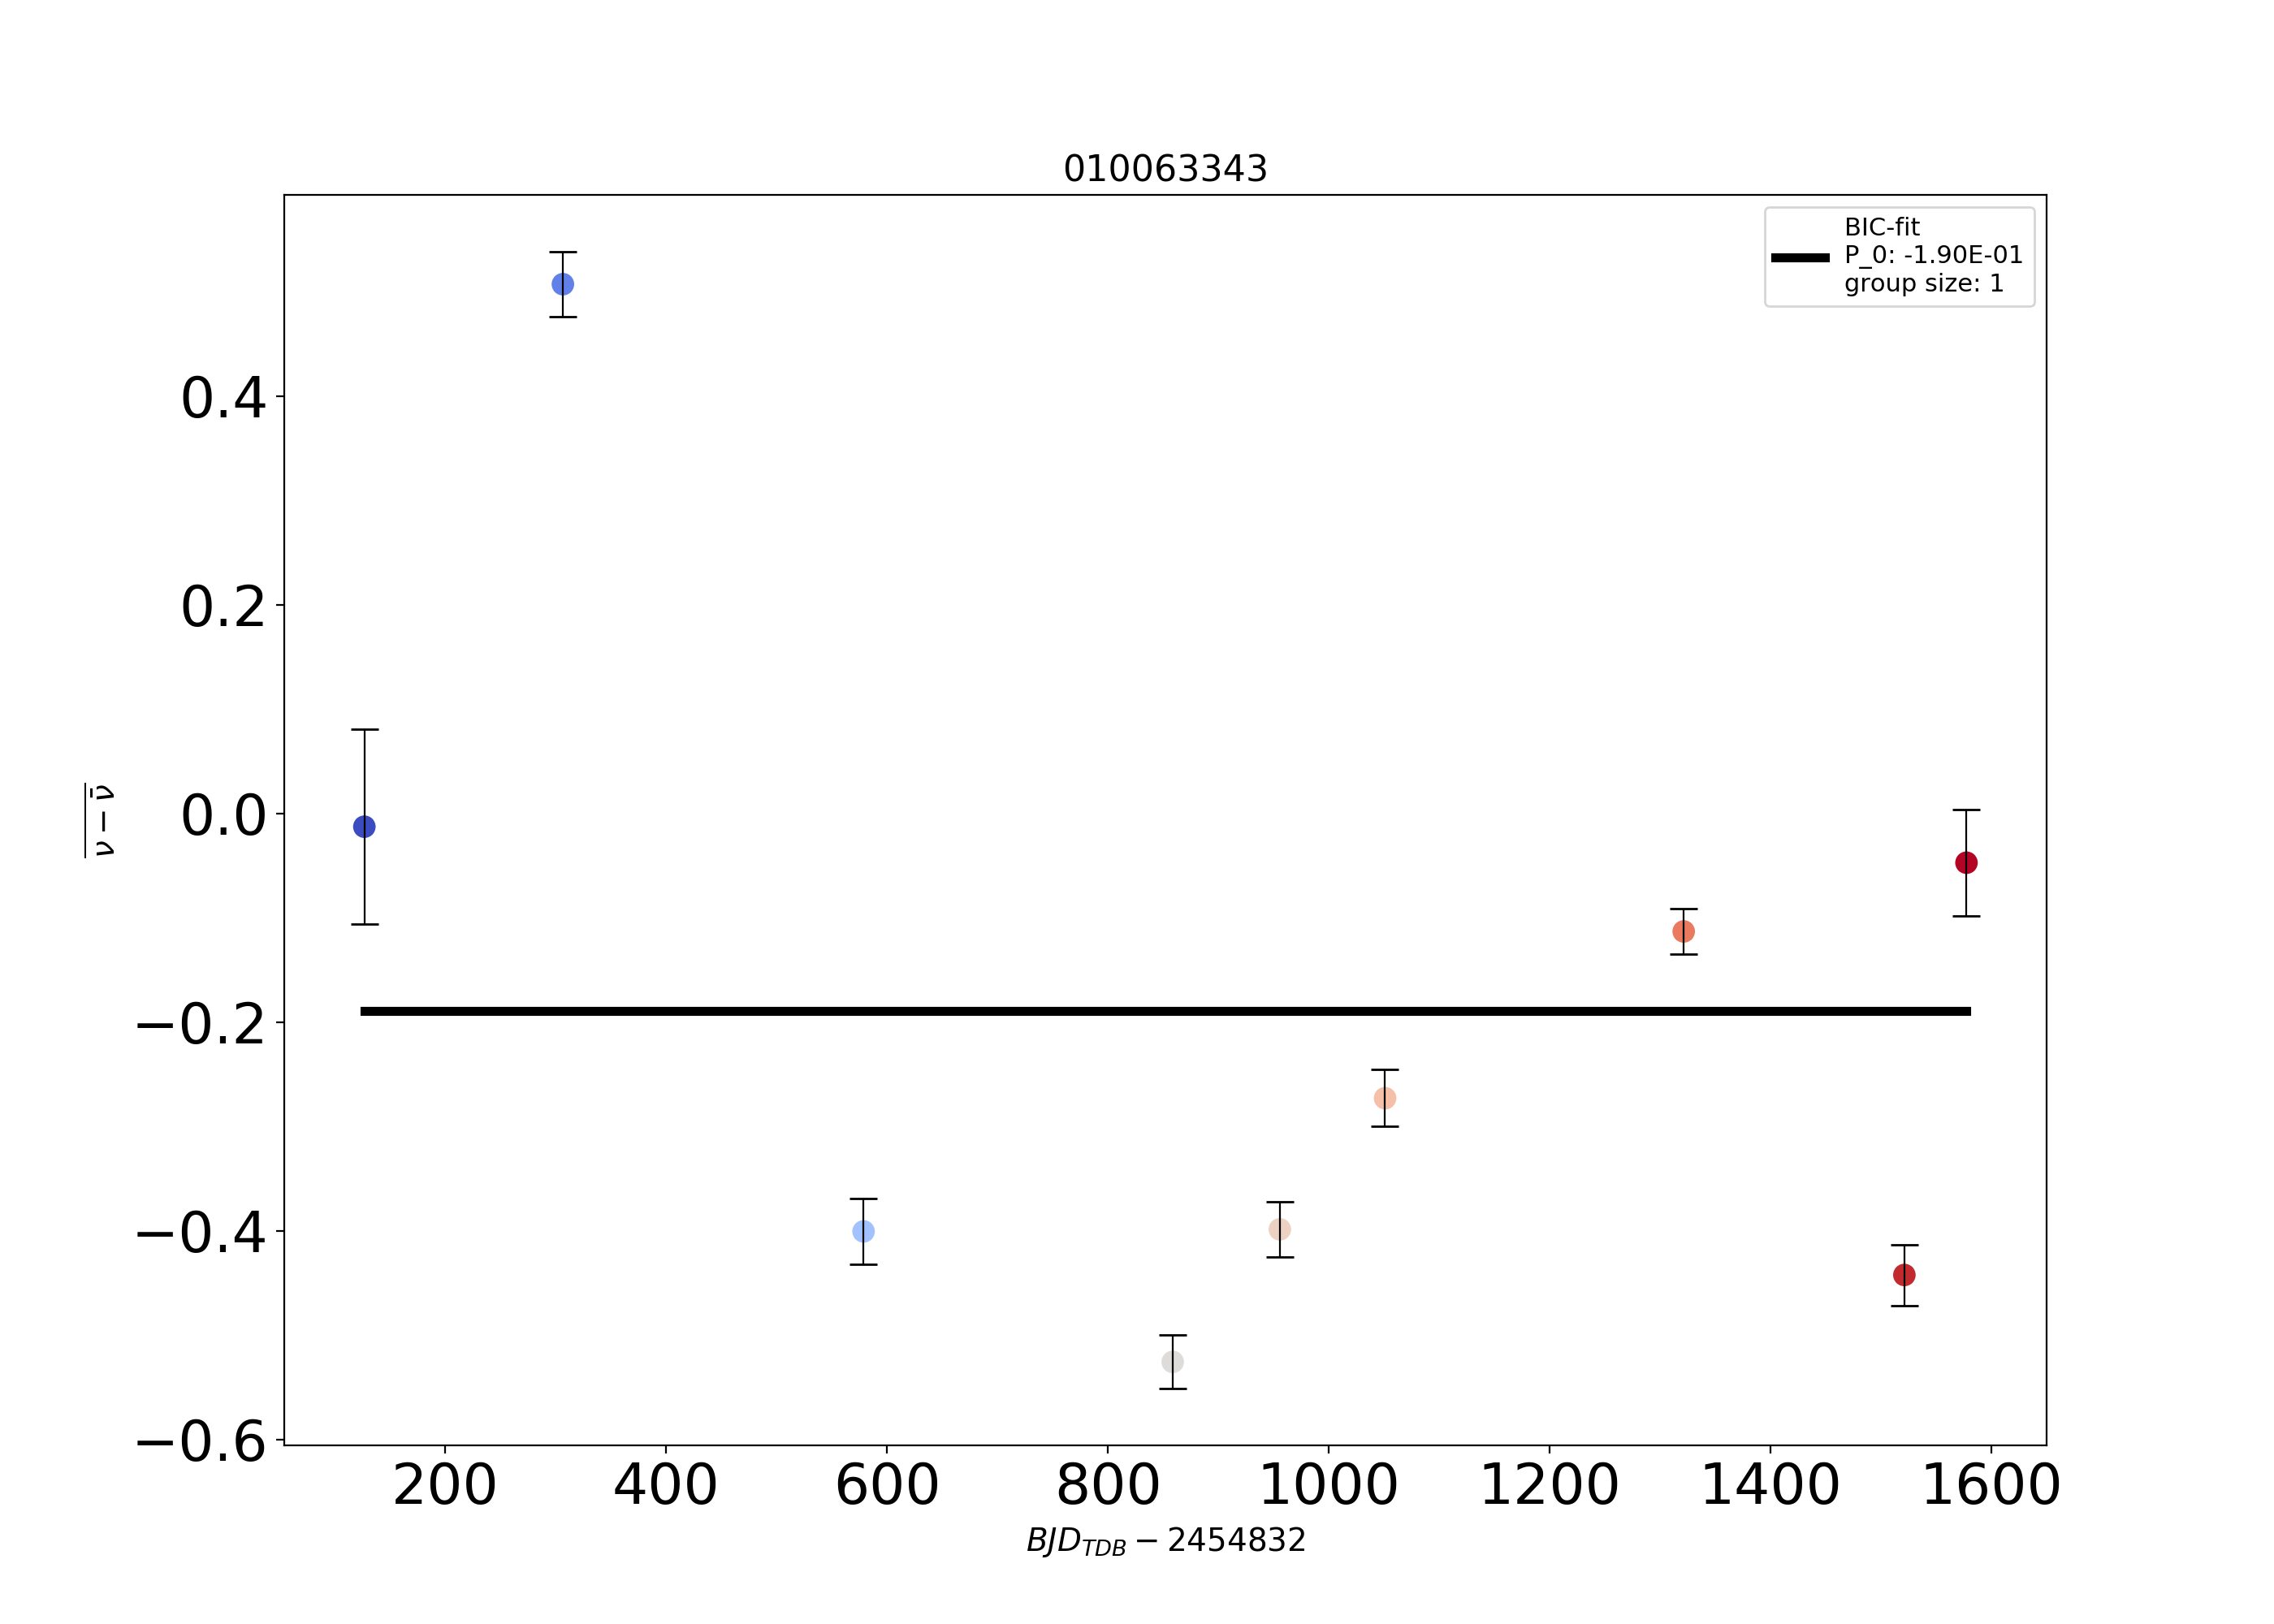 010063343
BIC-fit
P_0: -1.90E-01
group size: 1
0.4
0.2
0.0
−0.2
−0.4
−0.6
ν − ν̄
200 400 600 800 1000 1200 1400 1600
BJD_TDB − 2454832